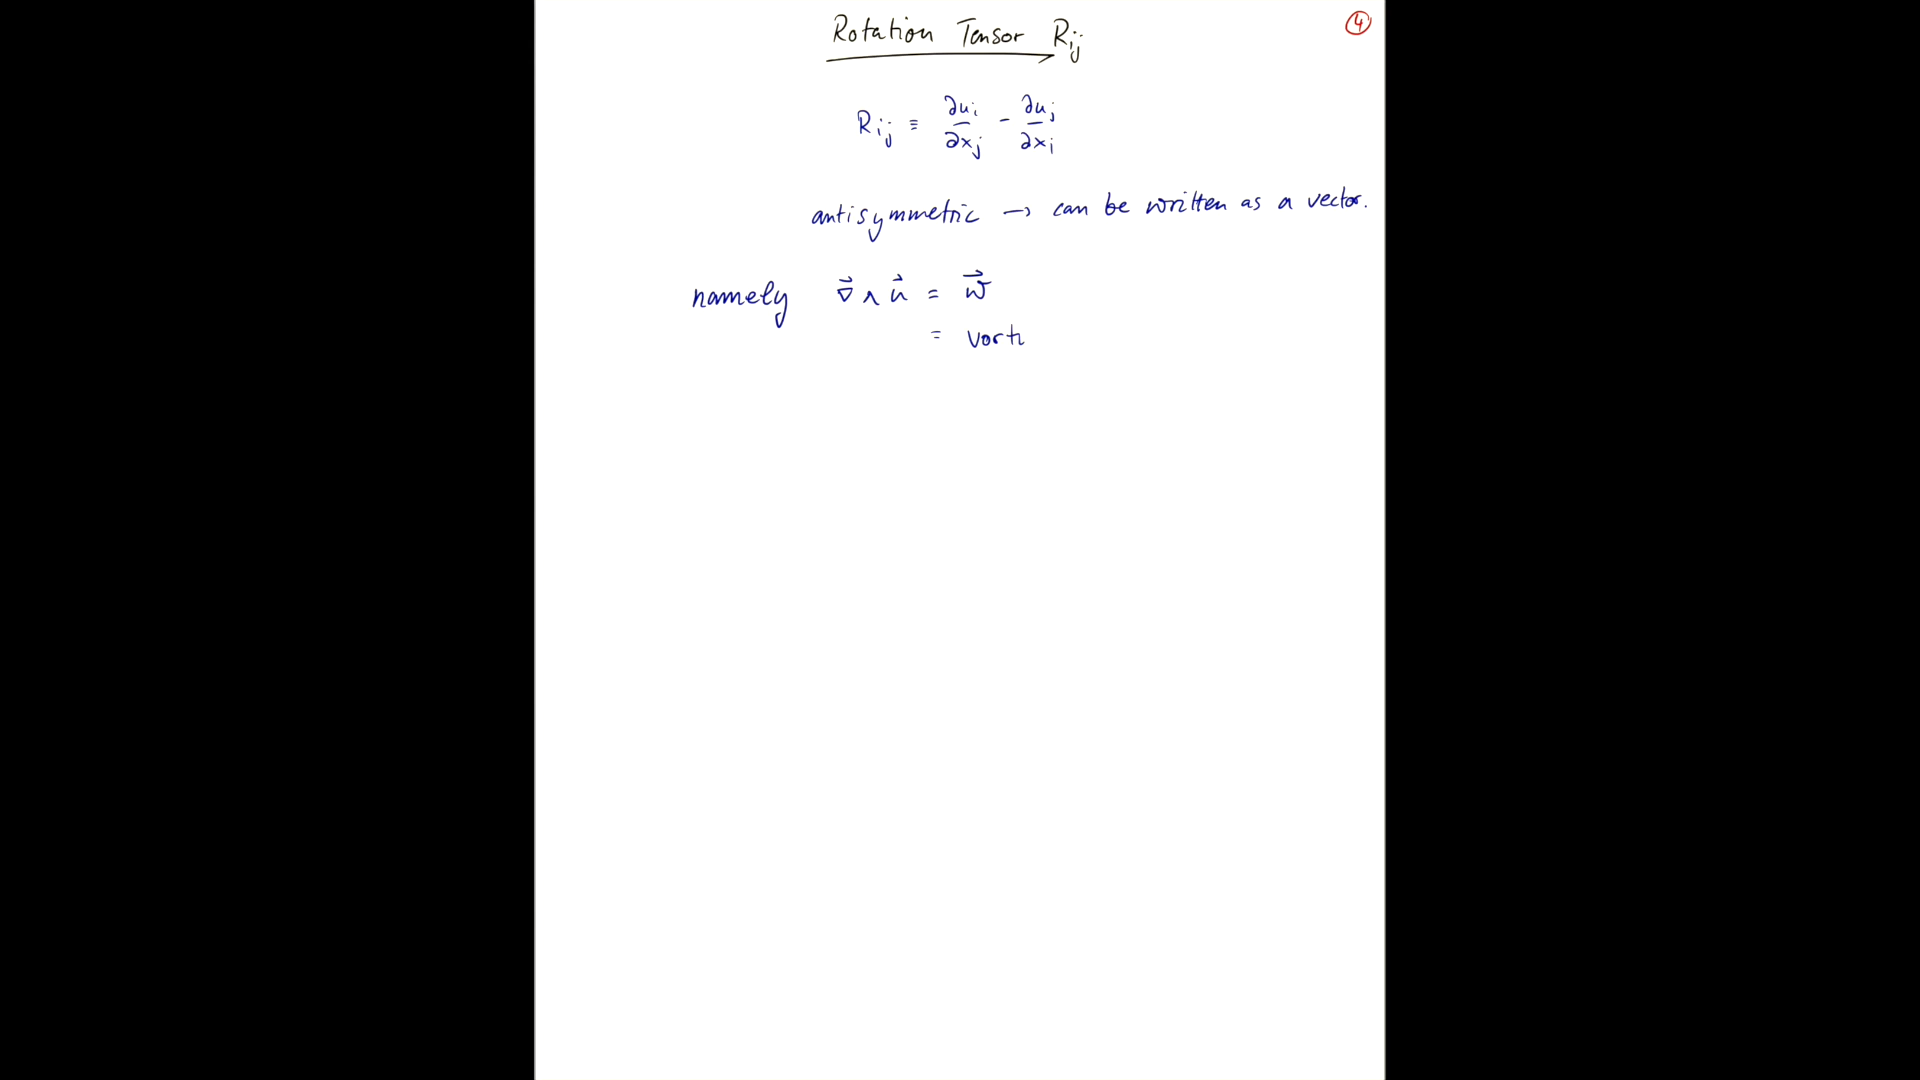 Rotation Tensor Rij
④
Rij ≡ ∂ui/∂xj - ∂uj/∂xi
antisymmetric → can be written as a vector.
namely ∇⃗ ∧ u⃗ = w⃗
= vorti